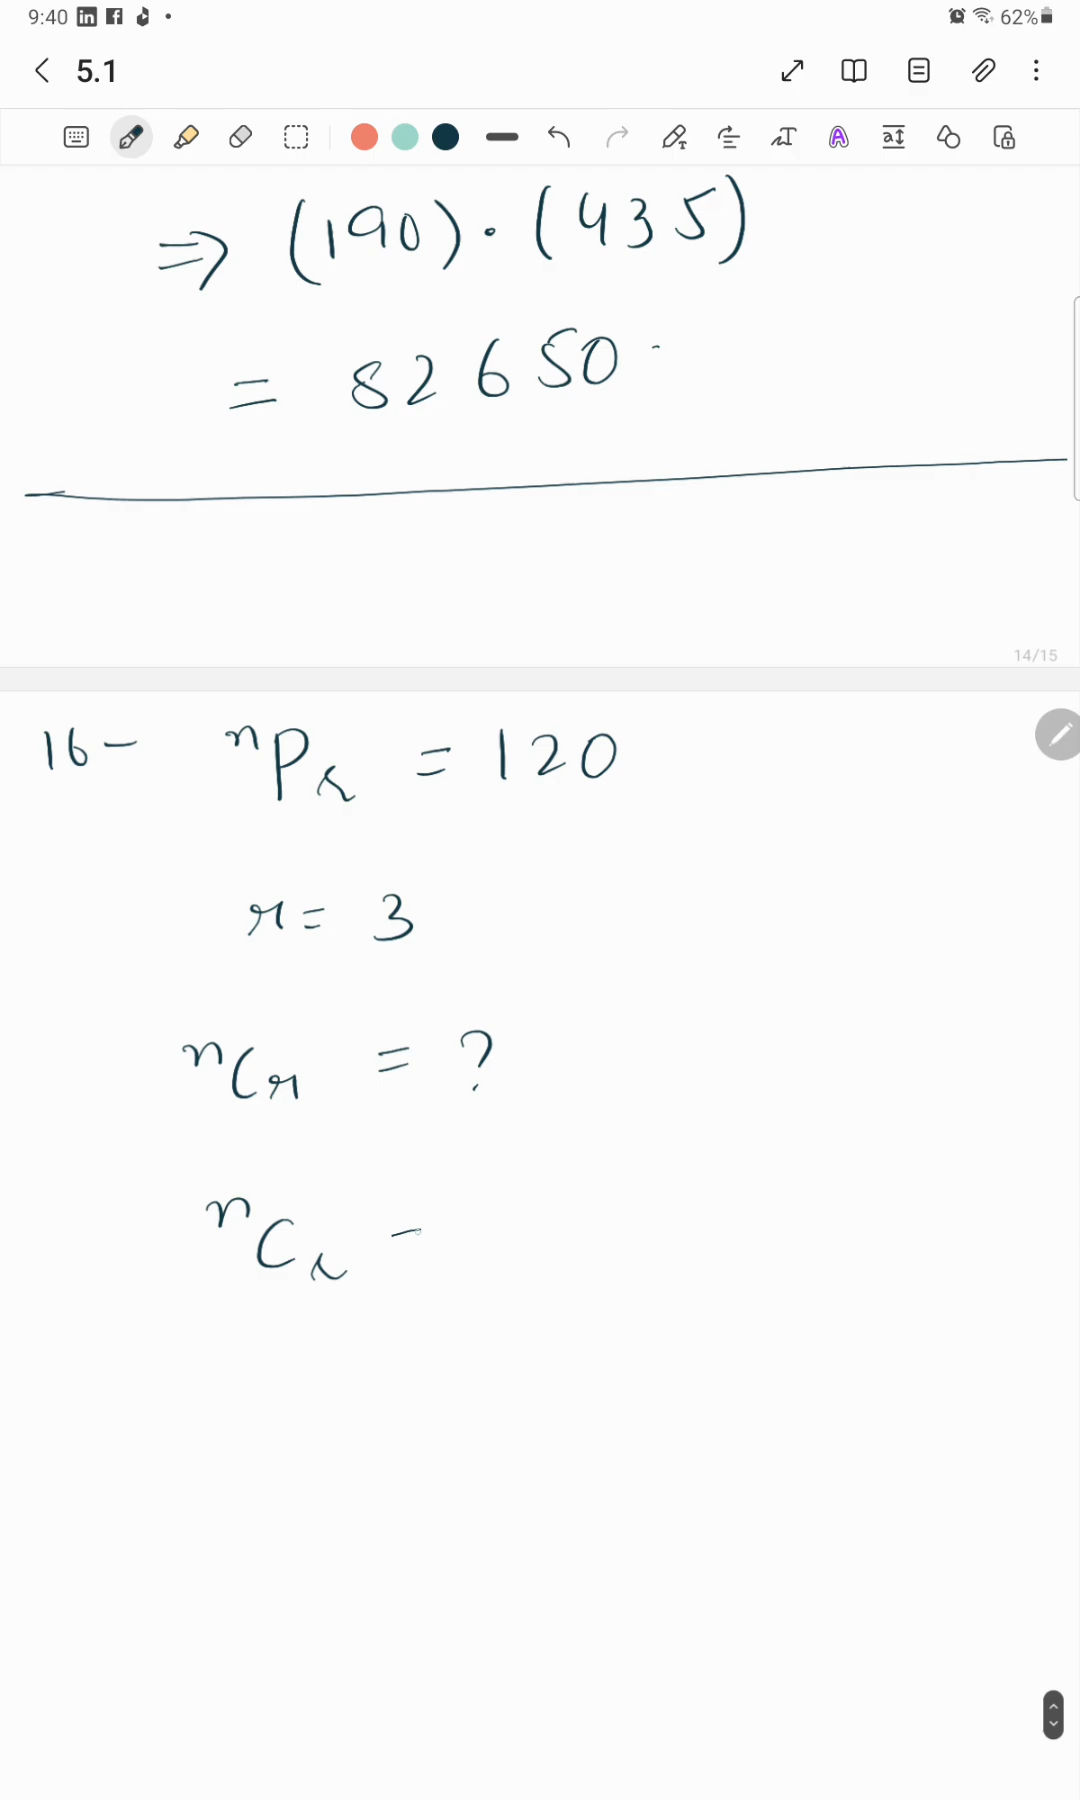 9:40 62%
5.1
⇒ (190) · (435)
= 82650
14/15
16- ⁿPᵣ = 120
r = 3
ⁿCᵣ = ?
ⁿCᵣ -